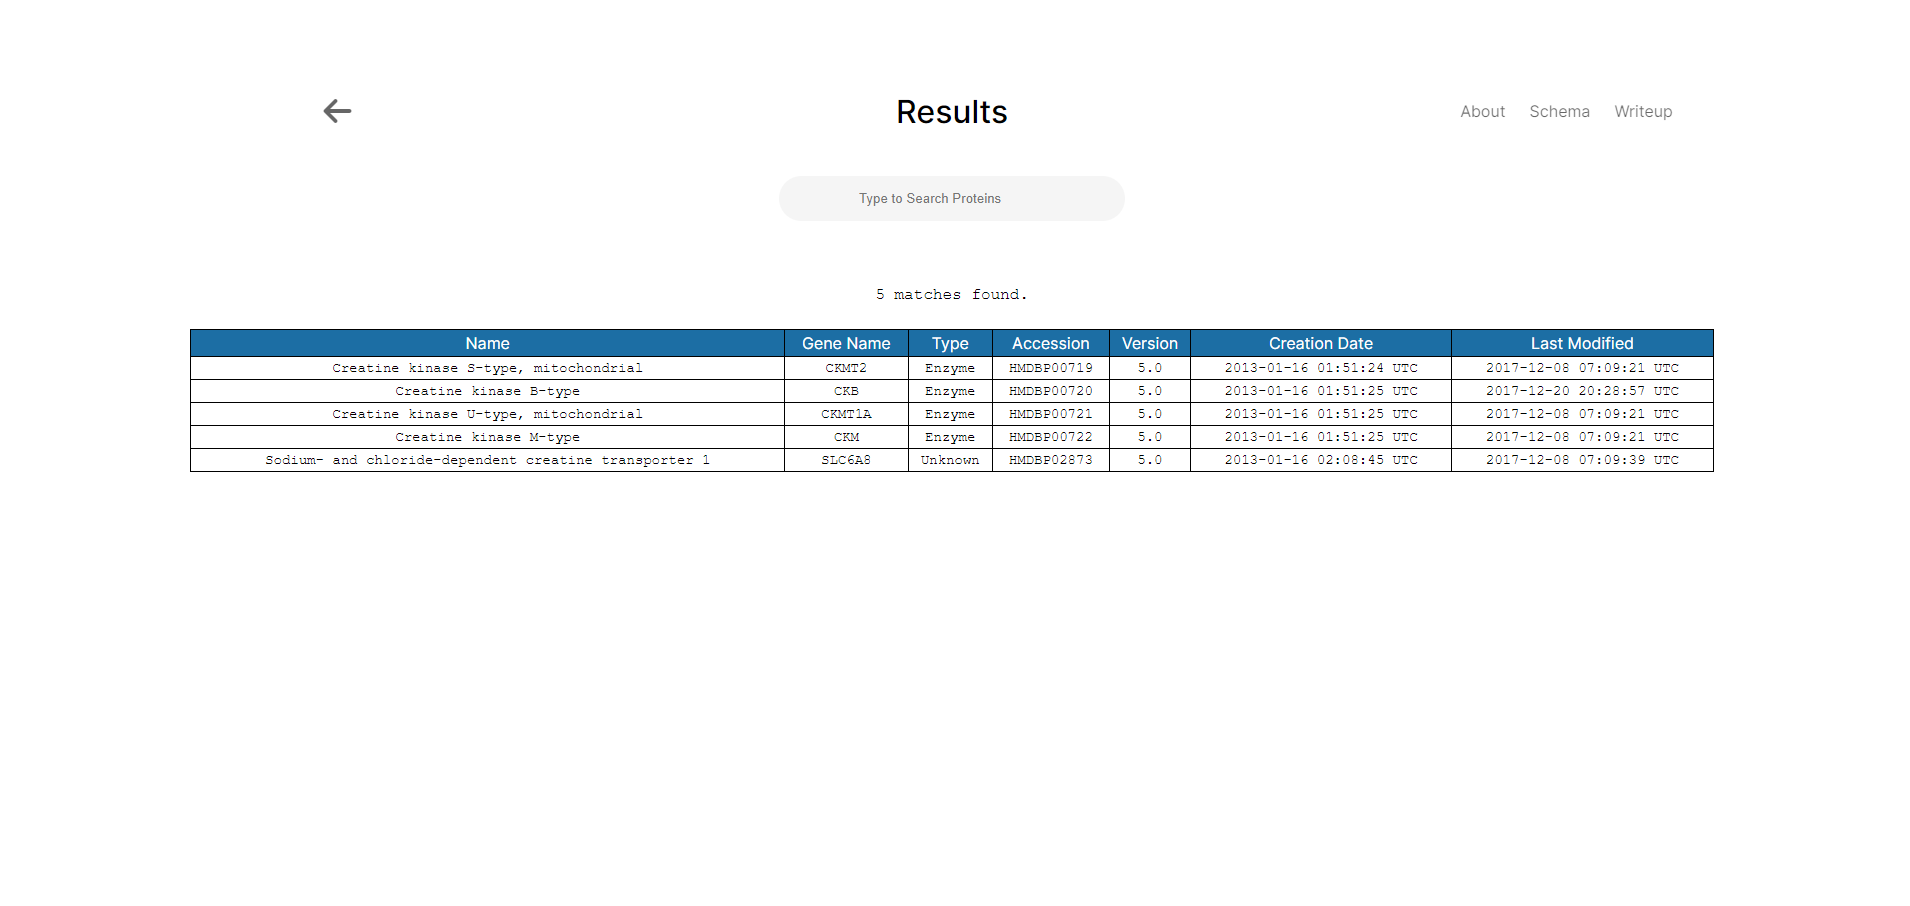 Results
About Schema Writeup
Type to Search Proteins
5 matches found.
Name Gene Name Type Accession Version Creation Date Last Modified
Creatine kinase S-type, mitochondrial CKMT2 Enzyme HMDBP00719 5.0 2013-01-16 01:51:24 UTC 2017-12-08 07:09:21 UTC
Creatine kinase B-type CKB Enzyme HMDBP00720 5.0 2013-01-16 01:51:25 UTC 2017-12-20 20:28:57 UTC
Creatine kinase U-type, mitochondrial CKMT1A Enzyme HMDBP00721 5.0 2013-01-16 01:51:25 UTC 2017-12-08 07:09:21 UTC
Creatine kinase M-type CKM Enzyme HMDBP00722 5.0 2013-01-16 01:51:25 UTC 2017-12-08 07:09:21 UTC
Sodium- and chloride-dependent creatine transporter 1 SLC6A8 Unknown HMDBP02873 5.0 2013-01-16 02:08:45 UTC 2017-12-08 07:09:39 UTC